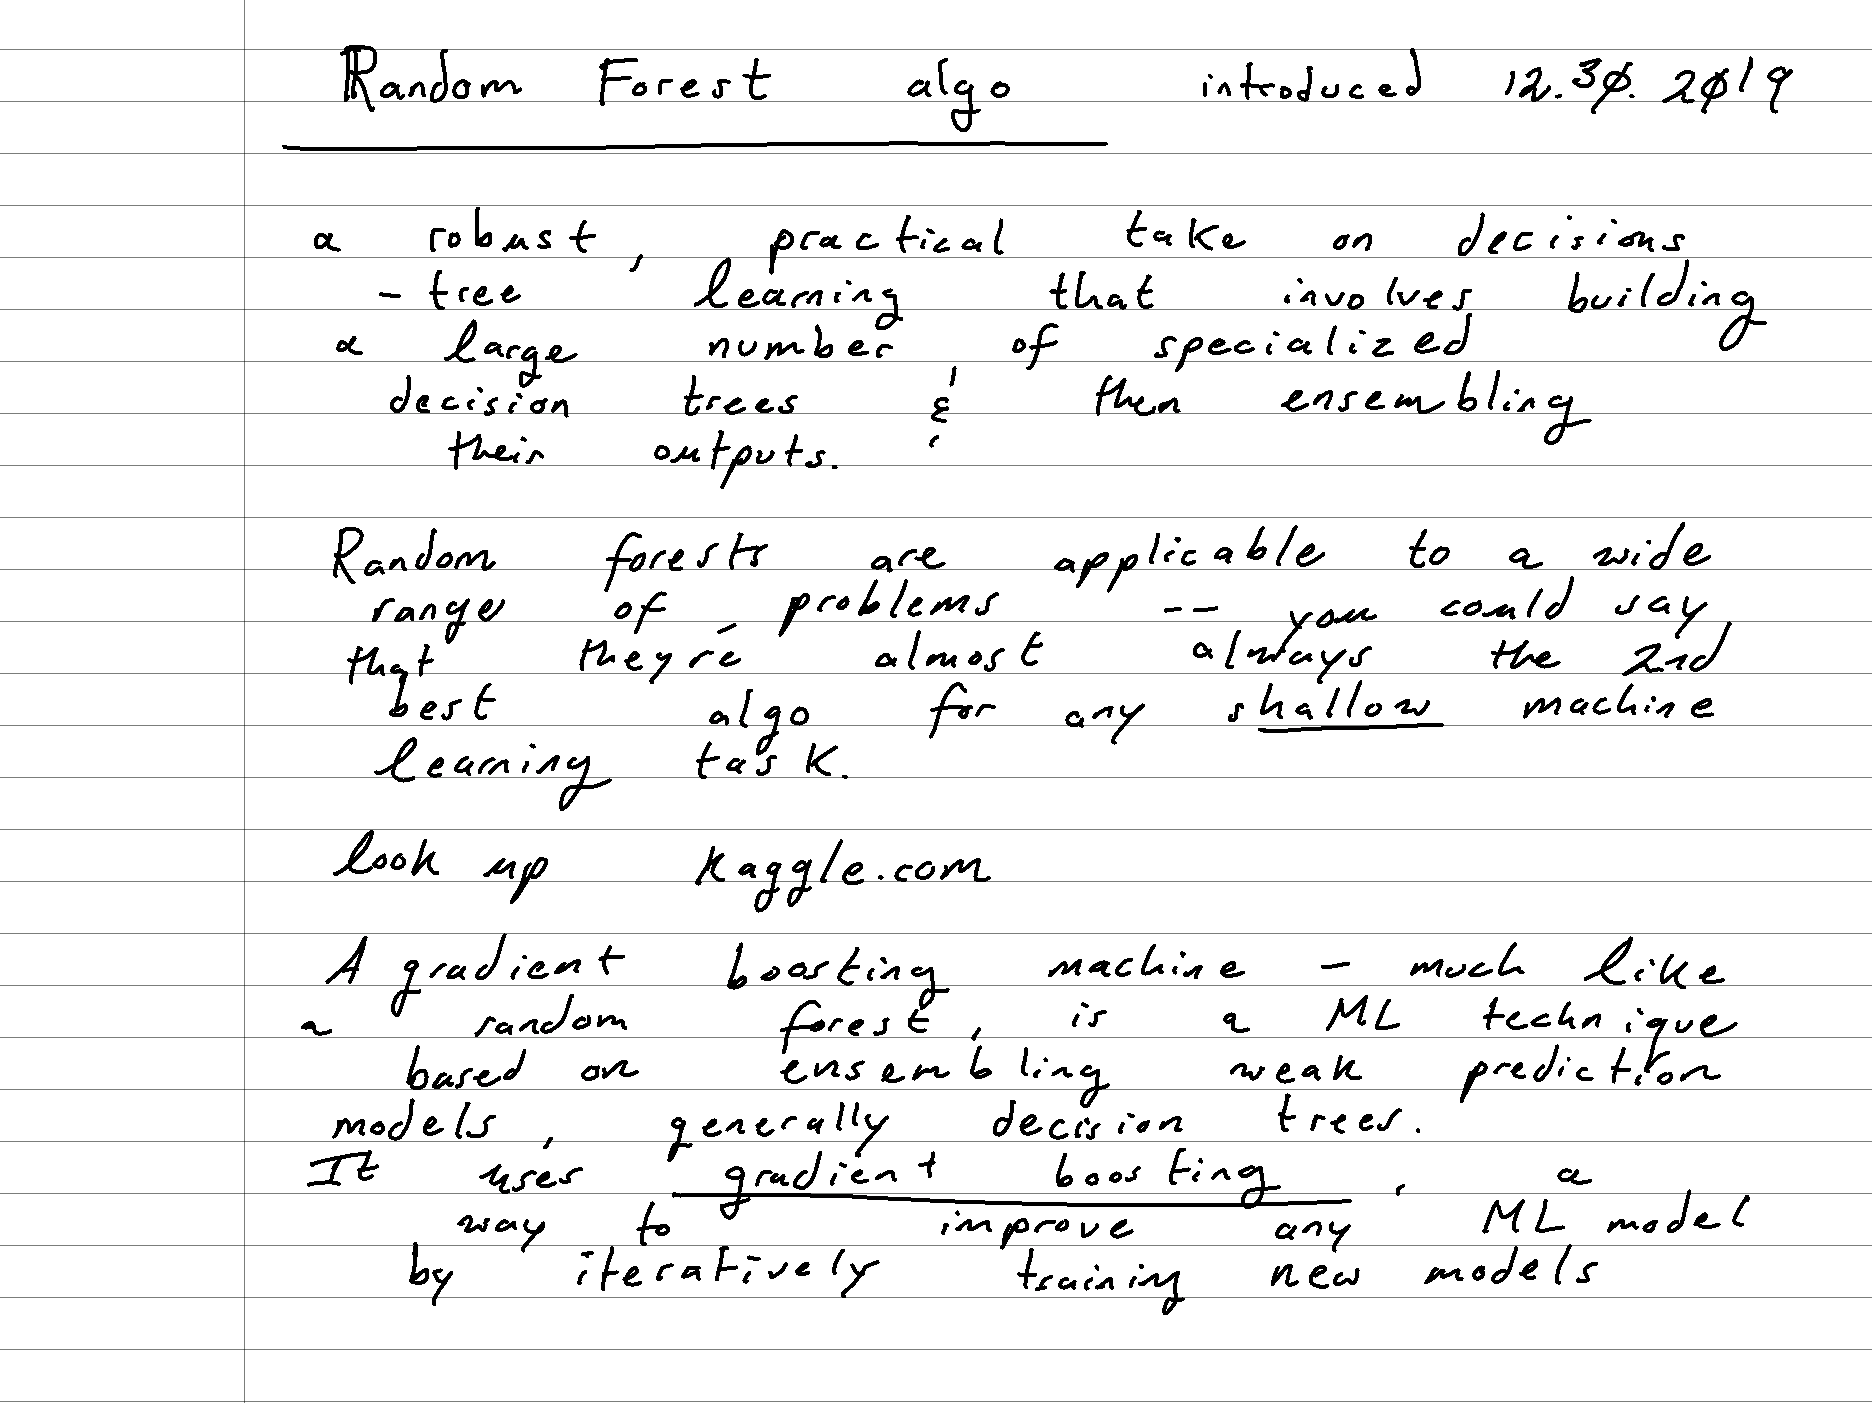 Random Forest algo introduced 12.30.2019
a robust, practical take on decisions
- tree learning that involves building
a large number of specialized
decision trees & then ensembling
their outputs.
Random forests are applicable to a wide
range of problems -- you could say
that they're almost always the 2nd
best algo for any shallow machine
learning task.
look up kaggle.com
A gradient boosting machine - much like
a random forest, is a ML technique
based on ensembling weak prediction
models, generally decision trees.
It uses gradient boosting, a
way to improve any ML model
by iteratively training new models